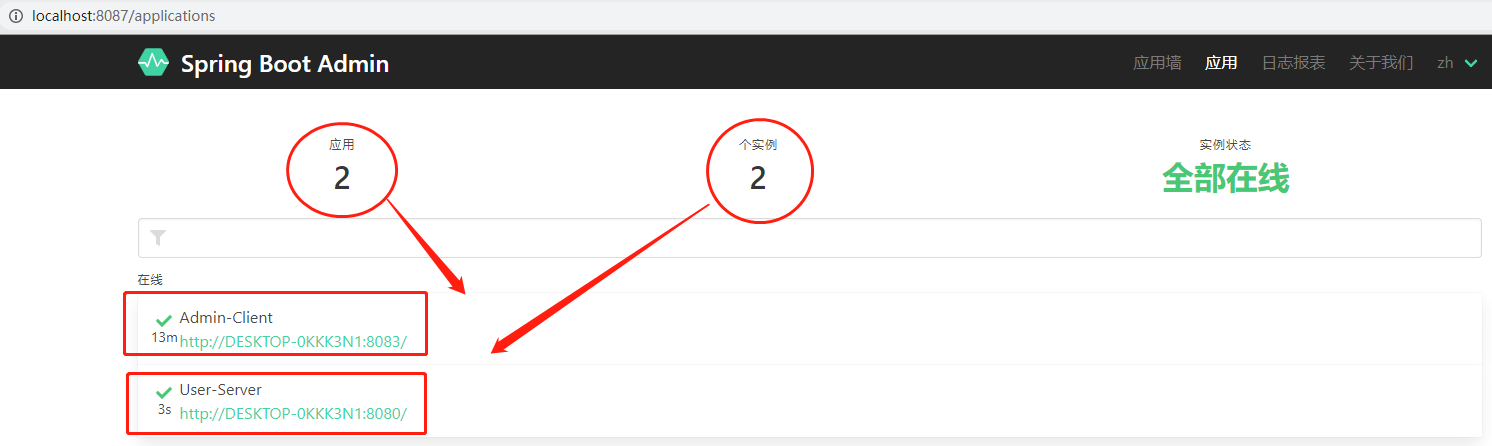 localhost:8087/applications
Spring Boot Admin
应用墙 应用 日志报表 关于我们 zh
应用 个实例 实例状态
2 2 全部在线
在线
Admin-Client
13m http://DESKTOP-0KKK3N1:8083/
User-Server
3s http://DESKTOP-0KKK3N1:8080/